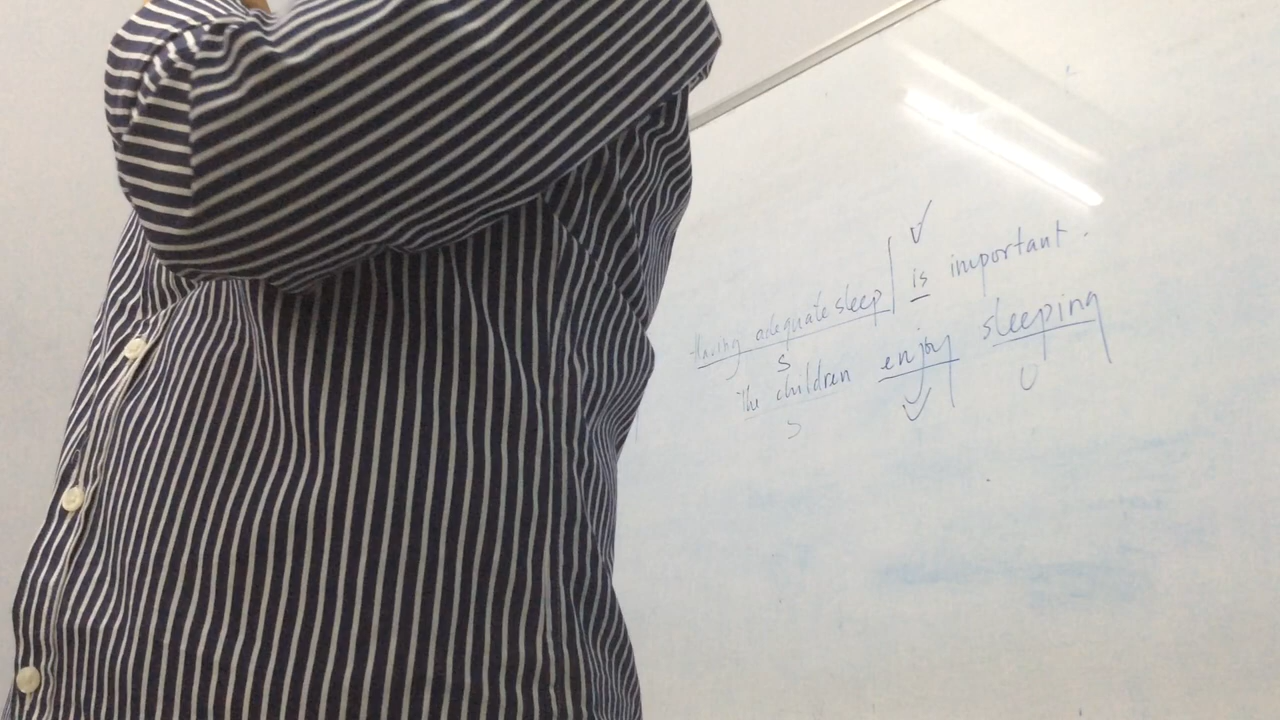 V
Having adequate sleep is important.
S
The children enjoy sleeping
S V U